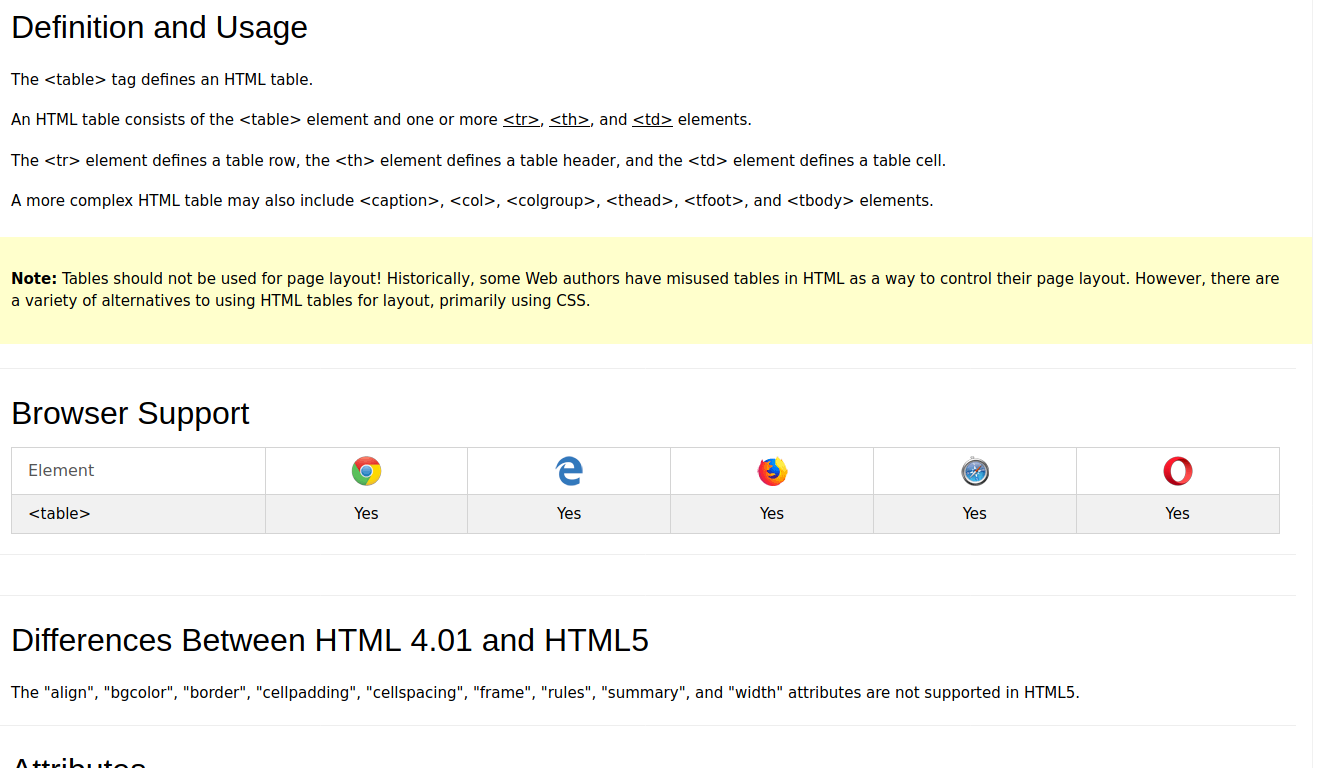 Definition and Usage
The <table> tag defines an HTML table.
An HTML table consists of the <table> element and one or more <tr>, <th>, and <td> elements.
The <tr> element defines a table row, the <th> element defines a table header, and the <td> element defines a table cell.
A more complex HTML table may also include <caption>, <col>, <colgroup>, <thead>, <tfoot>, and <tbody> elements.
Note: Tables should not be used for page layout! Historically, some Web authors have misused tables in HTML as a way to control their page layout. However, there are
a variety of alternatives to using HTML tables for layout, primarily using CSS.
Browser Support
Element
<table> Yes Yes Yes Yes Yes
Differences Between HTML 4.01 and HTML5
The "align", "bgcolor", "border", "cellpadding", "cellspacing", "frame", "rules", "summary", and "width" attributes are not supported in HTML5.
Attributes